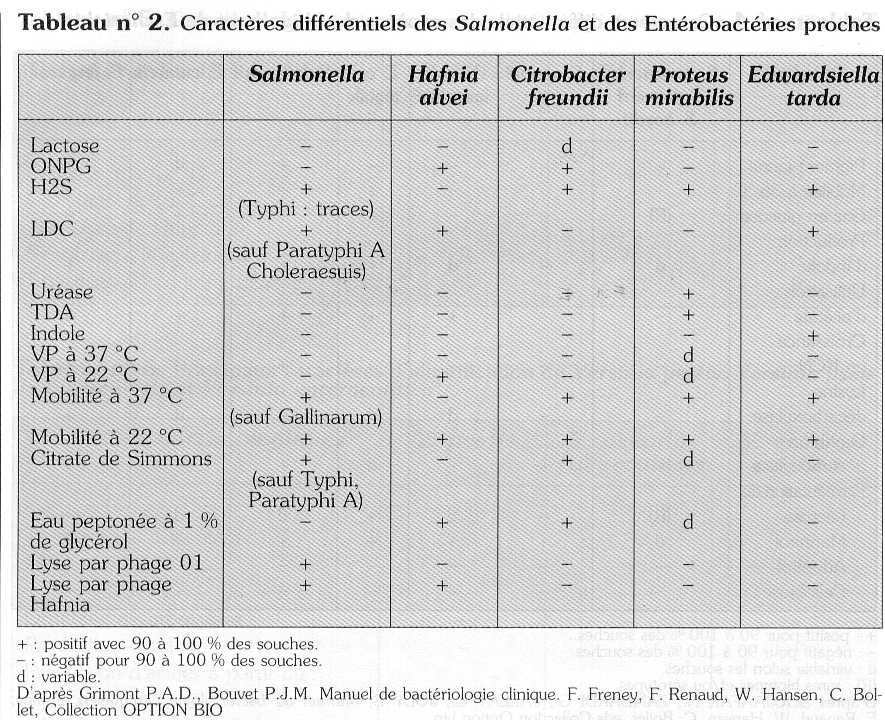 Tableau n° 2. Caractères différentiels des Salmonella et des Entérobactéries proches
Salmonella Hafnia alvei Citrobacter freundii Proteus mirabilis Edwardsiella tarda
Lactose – – d – –
ONPG – + + – –
H2S + – + + +
(Typhi : traces)
LDC + + – – +
(sauf Paratyphi A
Choleraesuis)
Uréase – – – + –
TDA – – – + –
Indole – – – – +
VP à 37 °C – – – d –
VP à 22 °C – + – d –
Mobilité à 37 °C + – + + +
(sauf Gallinarum)
Mobilité à 22 °C + + + + +
Citrate de Simmons + – + d –
(sauf Typhi,
Paratyphi A)
Eau peptonée à 1 % – + + d –
de glycérol
Lyse par phage 01 + – – – –
Lyse par phage + + – – –
Hafnia
+ : positif avec 90 à 100 % des souches.
– : négatif pour 90 à 100 % des souches.
d : variable.
D'après Grimont P.A.D., Bouvet P.J.M. Manuel de bactériologie clinique. F. Freney, F. Renaud, W. Hansen, C. Bol-
let, Collection OPTION BIO